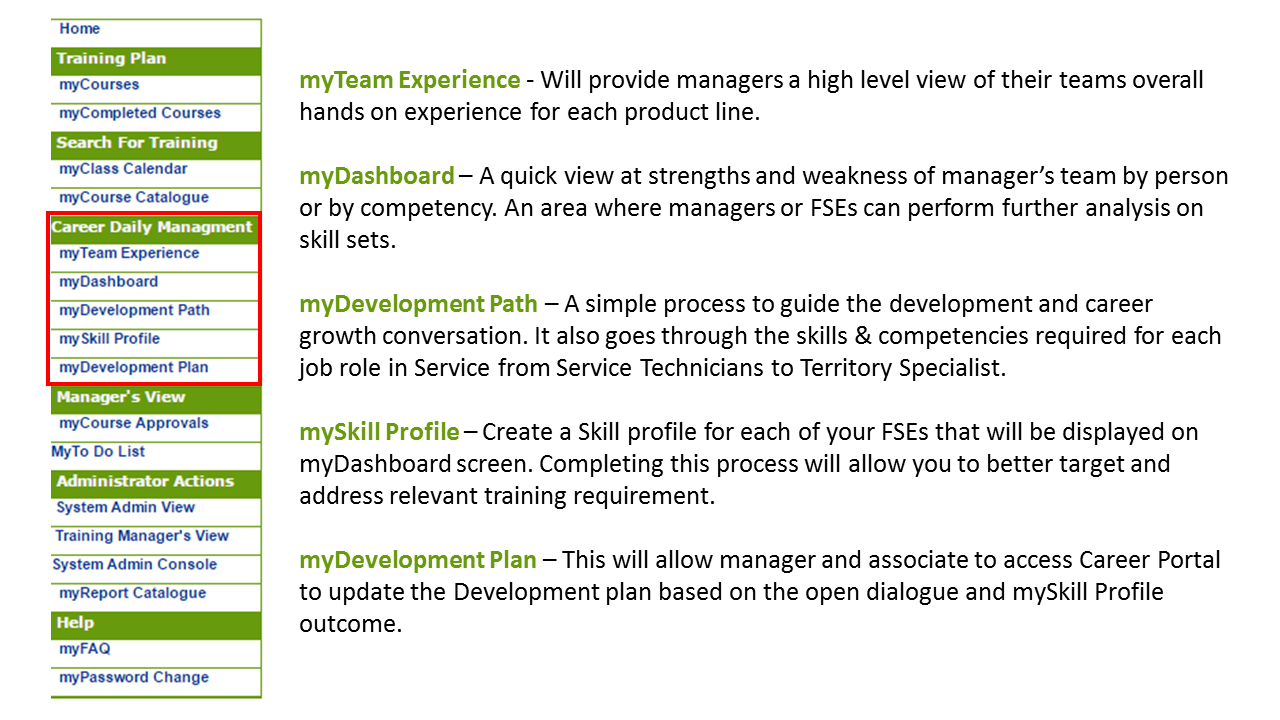 Home
Training Plan
myCourses
myCompleted Courses
Search For Training
myClass Calendar
myCourse Catalogue
Career Daily Managment
myTeam Experience
myDashboard
myDevelopment Path
mySkill Profile
myDevelopment Plan
Manager's View
myCourse Approvals
MyTo Do List
Administrator Actions
System Admin View
Training Manager's View
System Admin Console
myReport Catalogue
Help
myFAQ
myPassword Change
myTeam Experience - Will provide managers a high level view of their teams overall
hands on experience for each product line.
myDashboard – A quick view at strengths and weakness of manager’s team by person
or by competency. An area where managers or FSEs can perform further analysis on
skill sets.
myDevelopment Path – A simple process to guide the development and career
growth conversation. It also goes through the skills & competencies required for each
job role in Service from Service Technicians to Territory Specialist.
mySkill Profile – Create a Skill profile for each of your FSEs that will be displayed on
myDashboard screen. Completing this process will allow you to better target and
address relevant training requirement.
myDevelopment Plan – This will allow manager and associate to access Career Portal
to update the Development plan based on the open dialogue and mySkill Profile
outcome.